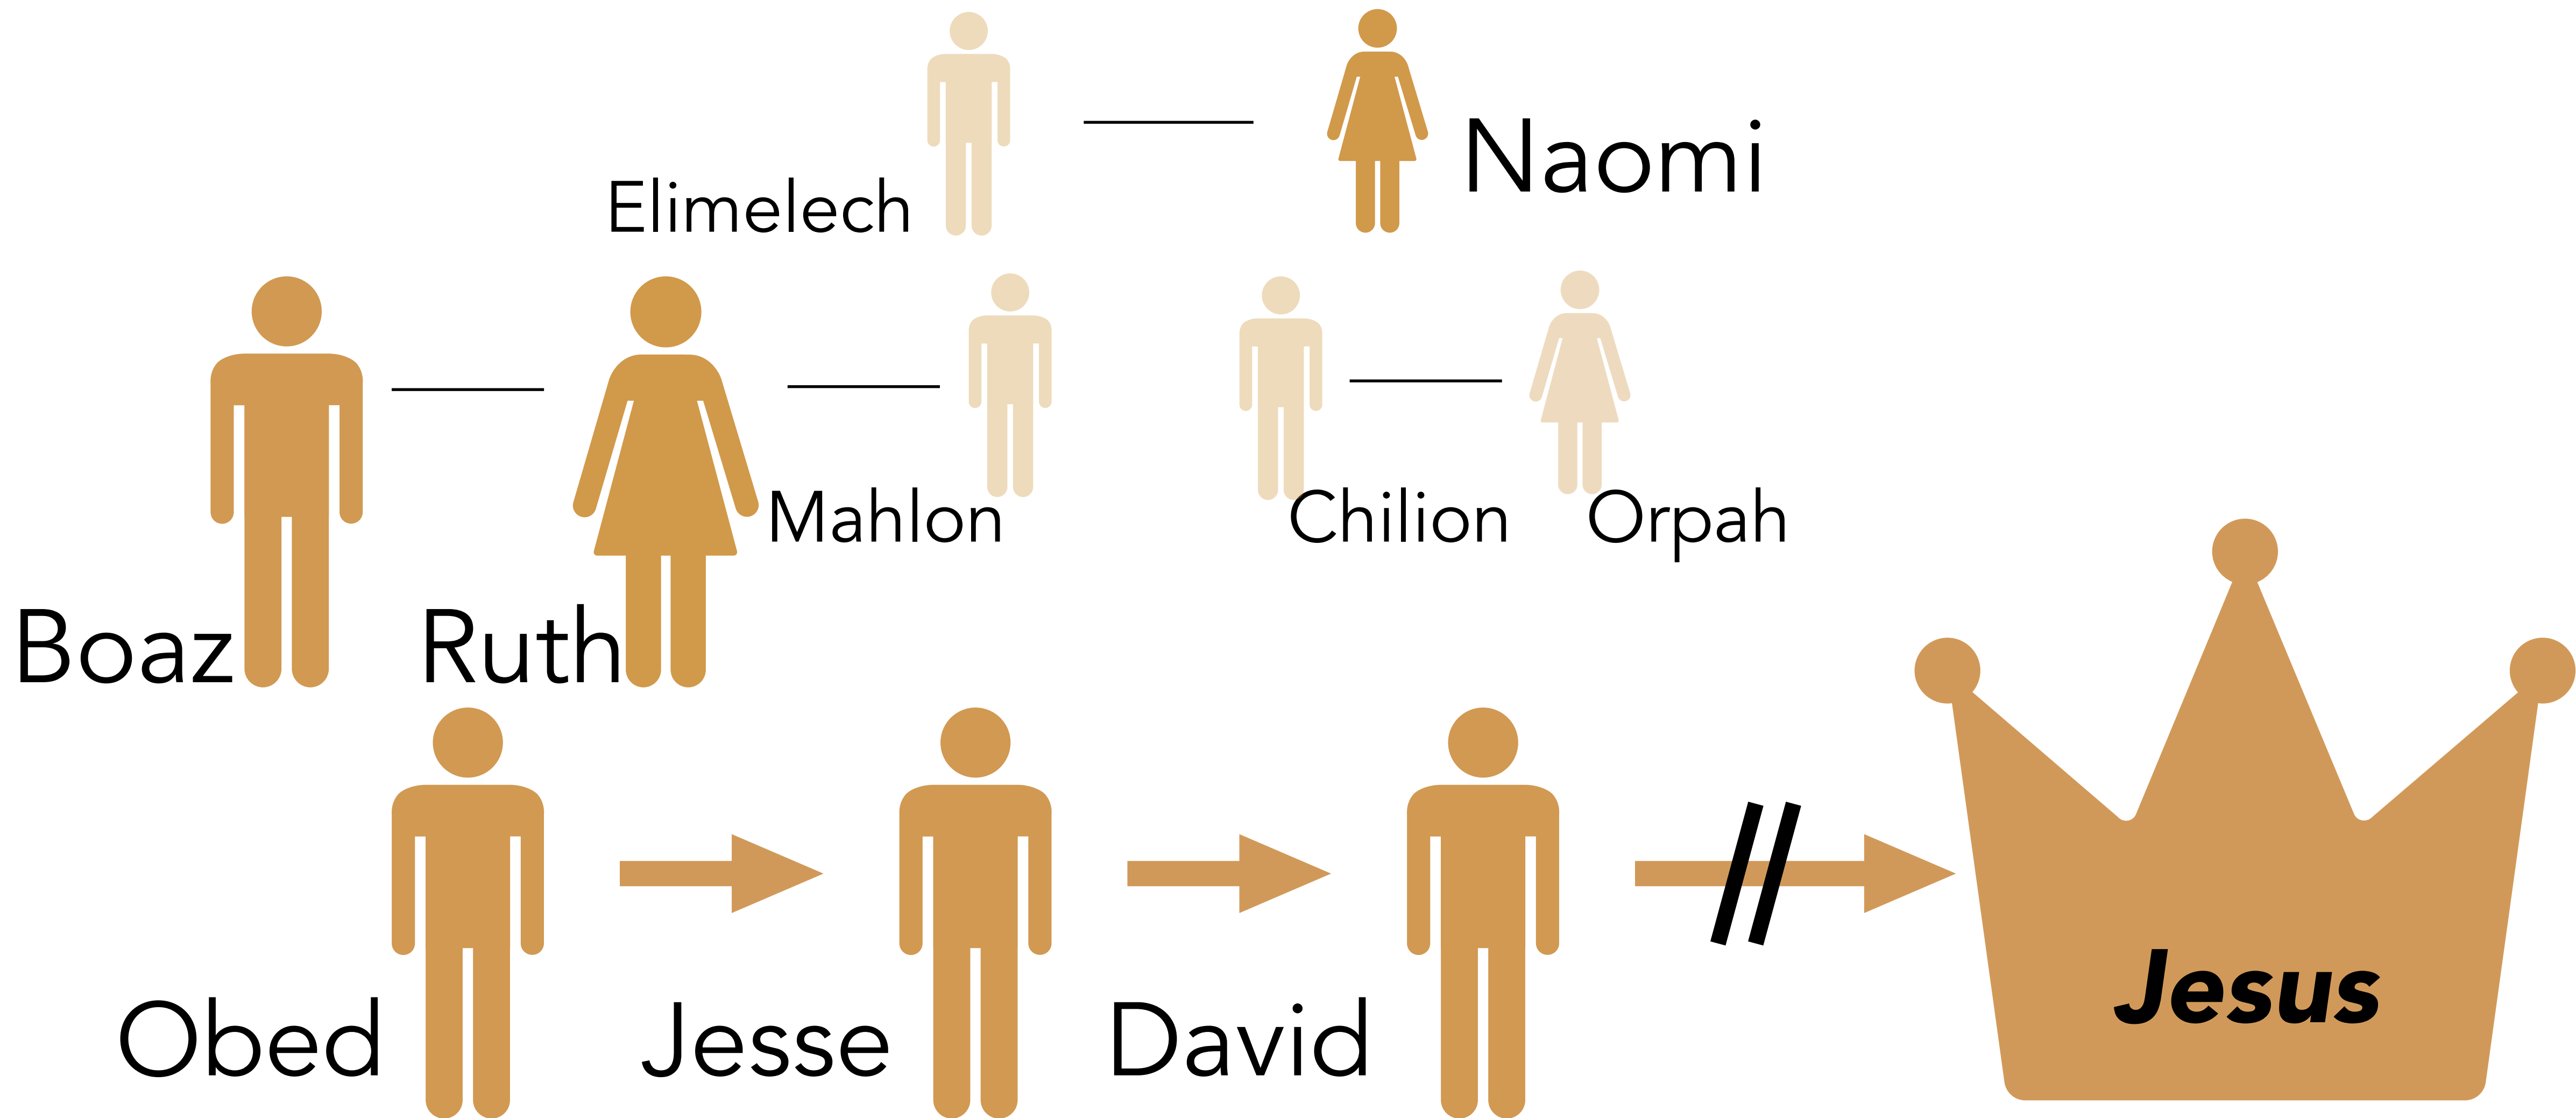 Elimelech
Naomi
Mahlon
Chilion
Orpah
Boaz
Ruth
Obed
Jesse
David
Jesus